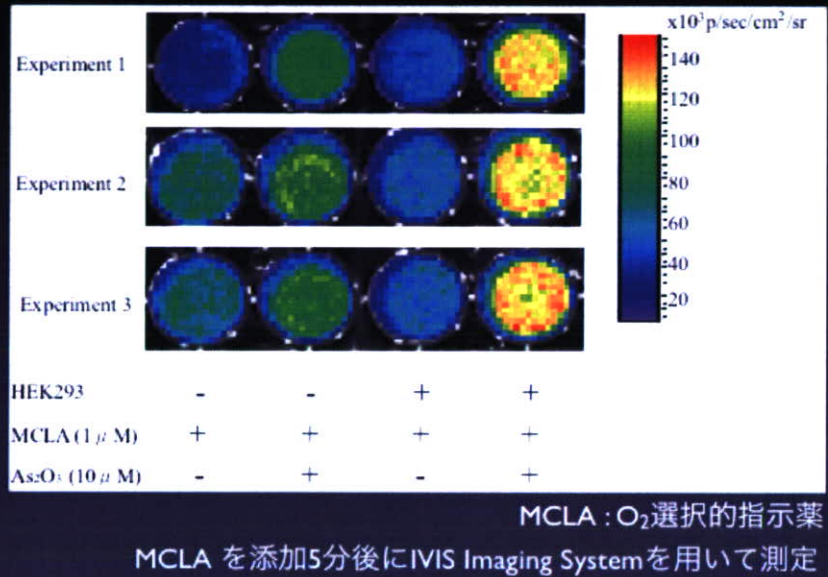 x10³p/sec/cm²/sr
Experiment 1
140
120
Experiment 2
100
80
60
40
Experiment 3
20
HEK293 - - + +
MCLA (1 μ M) + + + +
As₂O₃ (10 μ M) - + - +
MCLA : O₂選択的指示薬
MCLA を添加5分後にIVIS Imaging Systemを用いて測定